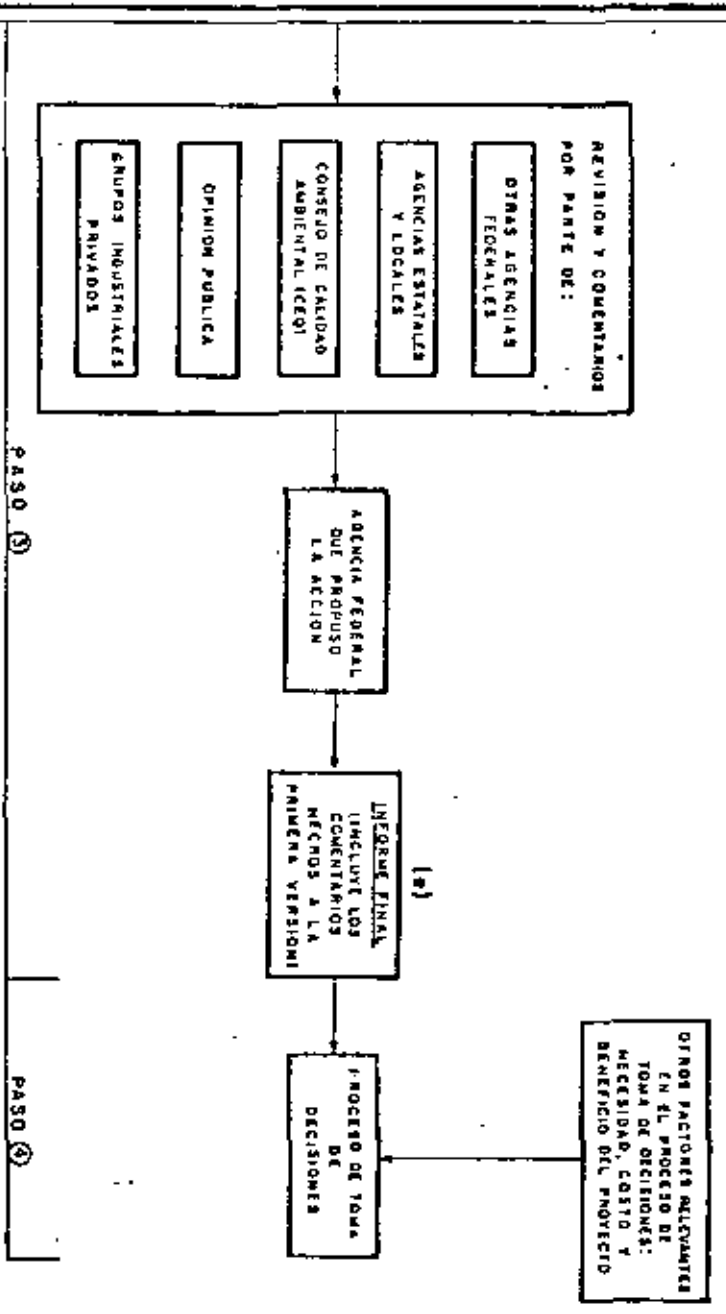 REVISION Y COMENTARIOS
POR PARTE DE:
OTRAS AGENCIAS
FEDERALES
AGENCIAS ESTATALES
Y LOCALES
CONSEJO DE CALIDAD
AMBIENTAL (CEQ)
OPINION PUBLICA
GRUPOS INDUSTRIALES
PRIVADOS
AGENCIA FEDERAL
QUE PROPUSO
LA ACCION
(a)
INFORME FINAL
(INCLUYE LOS
COMENTARIOS
HECHOS A LA
PRIMERA VERSION)
OTROS FACTORES RELEVANTES
EN EL PROCESO DE
TOMA DE DECISIONES:
NECESIDAD, COSTO Y
BENEFICIO DEL PROYECTO
PROCESO DE TOMA
DE
DECISIONES
PASO ③
PASO ④